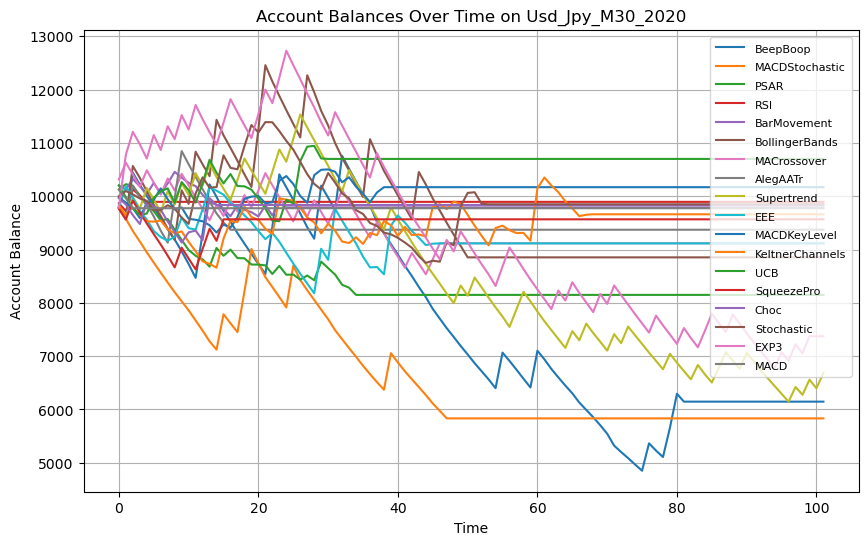 Account Balances Over Time on Usd_Jpy_M30_2020
Account Balance
13000
12000
11000
10000
9000
8000
7000
6000
5000
0
20
40
60
80
100
Time
BeepBoop
MACDStochastic
PSAR
RSI
BarMovement
BollingerBands
MACrossover
AlegAATr
Supertrend
EEE
MACDKeyLevel
KeltnerChannels
UCB
SqueezePro
Choc
Stochastic
EXP3
MACD